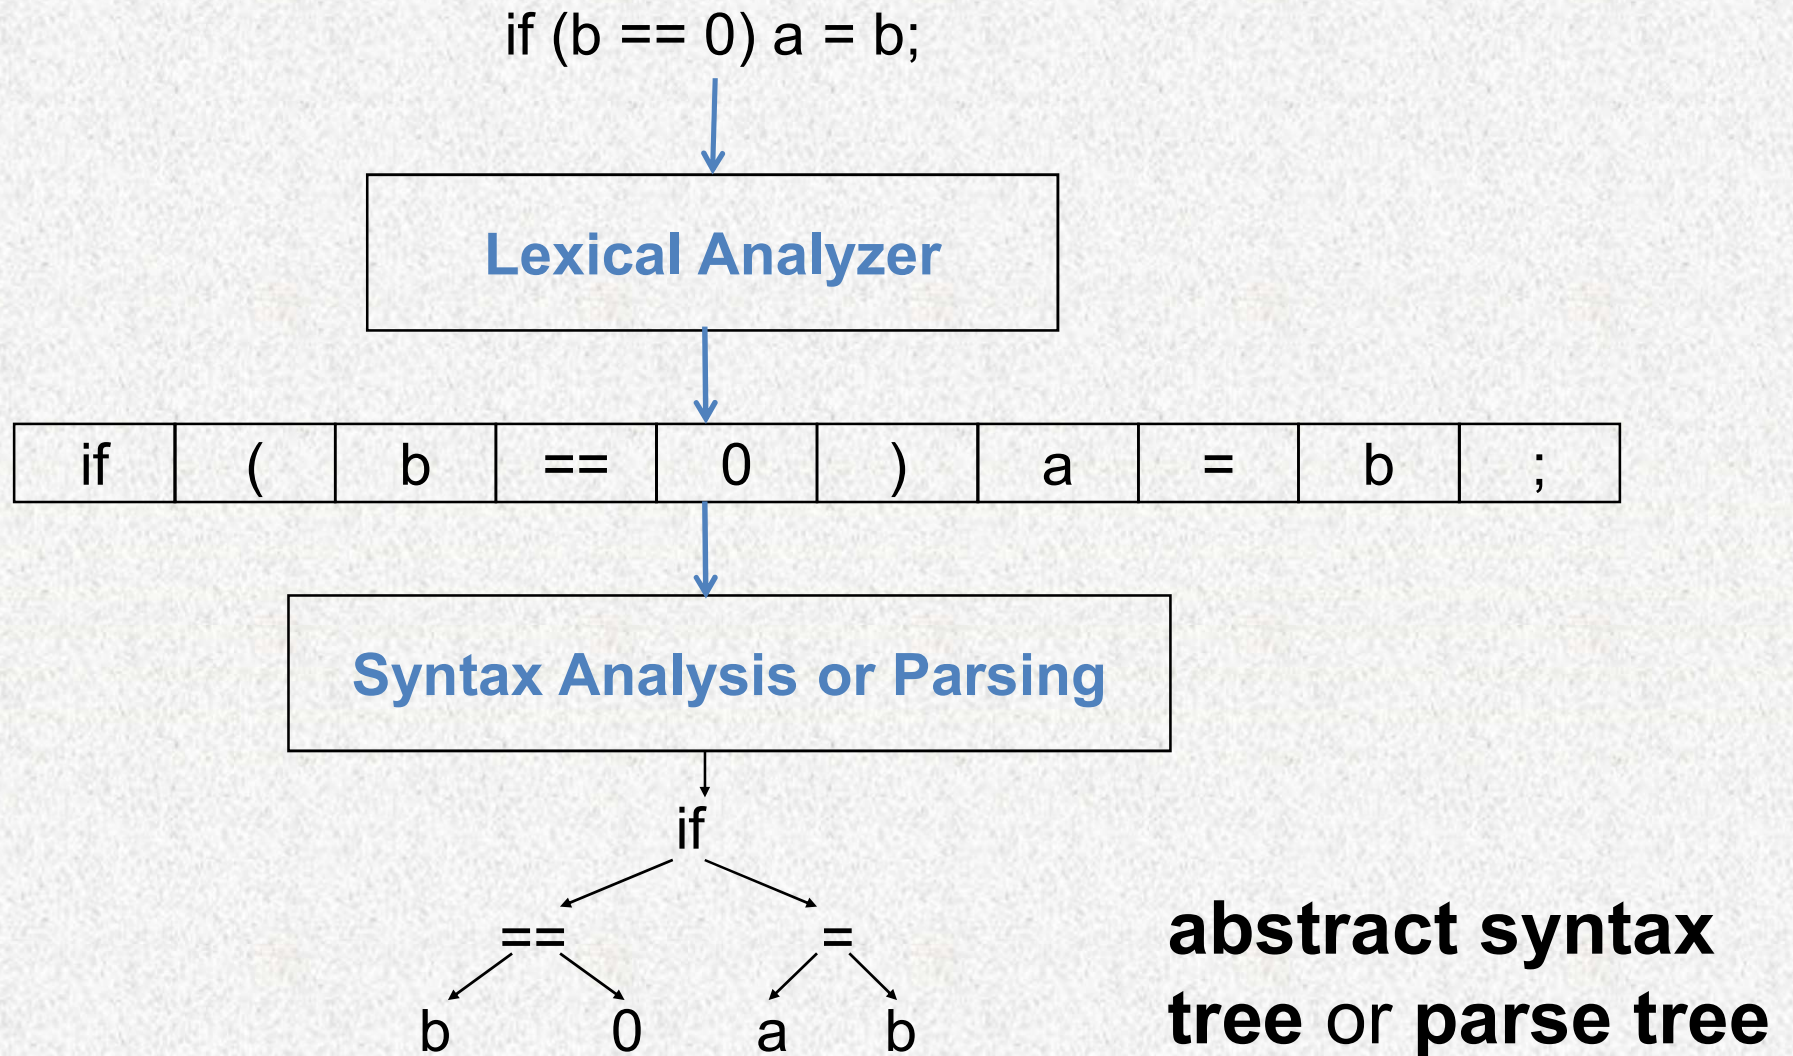 if (b == 0) a = b;
Lexical Analyzer
if ( b == 0 ) a = b ;
Syntax Analysis or Parsing
if
== =
b 0 a b
abstract syntax
tree or parse tree